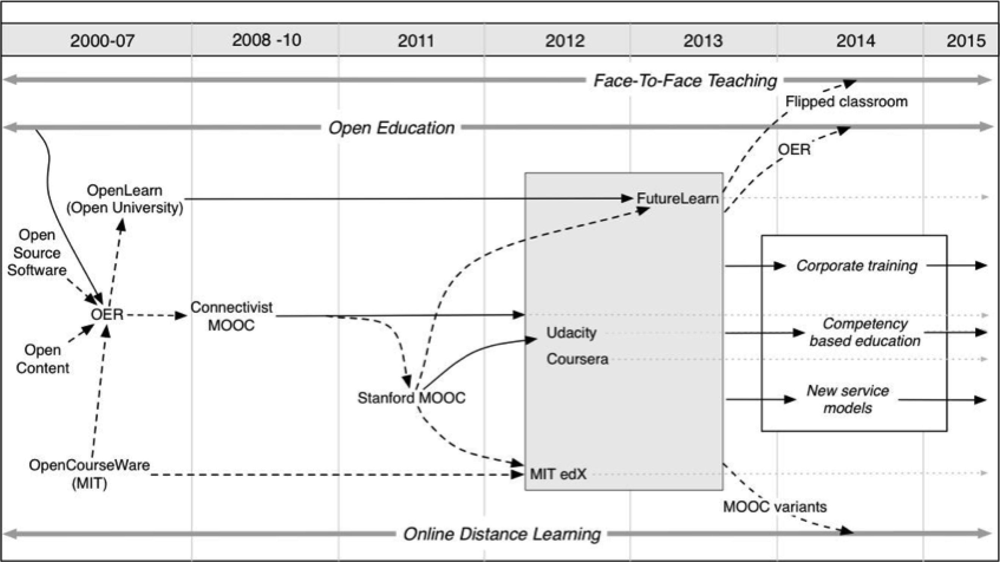 2000-07
2008 -10
2011
2012
2013
2014
2015
Face-To-Face Teaching
Flipped classroom
Open Education
OER
OpenLearn
(Open University)
FutureLearn
Open
Source
Software
Corporate training
OER
Connectivist
MOOC
Udacity
Competency
based education
Open
Content
Coursera
Stanford MOOC
New service
models
OpenCourseWare
(MIT)
MIT edX
MOOC variants
Online Distance Learning